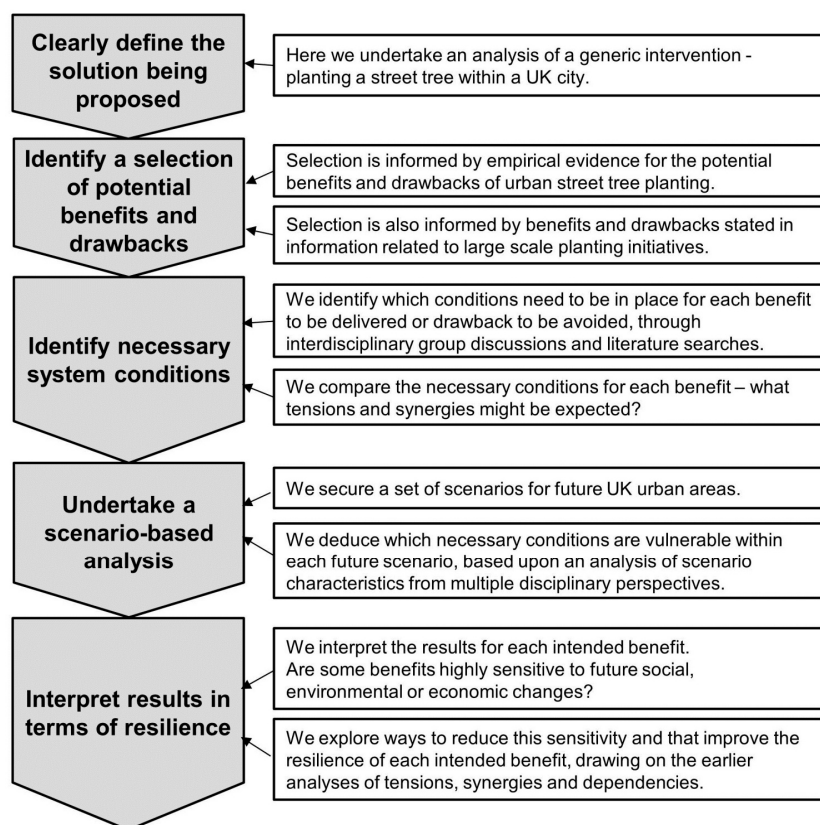 Clearly define the
solution being
proposed
Here we undertake an analysis of a generic intervention -
planting a street tree within a UK city.
Identify a selection
of potential
benefits and
drawbacks
Selection is informed by empirical evidence for the potential
benefits and drawbacks of urban street tree planting.
Selection is also informed by benefits and drawbacks stated in
information related to large scale planting initiatives.
Identify necessary
system conditions
We identify which conditions need to be in place for each benefit
to be delivered or drawback to be avoided, through
interdisciplinary group discussions and literature searches.
We compare the necessary conditions for each benefit – what
tensions and synergies might be expected?
Undertake a
scenario-based
analysis
We secure a set of scenarios for future UK urban areas.
We deduce which necessary conditions are vulnerable within
each future scenario, based upon an analysis of scenario
characteristics from multiple disciplinary perspectives.
Interpret results in
terms of resilience
We interpret the results for each intended benefit.
Are some benefits highly sensitive to future social,
environmental or economic changes?
We explore ways to reduce this sensitivity and that improve the
resilience of each intended benefit, drawing on the earlier
analyses of tensions, synergies and dependencies.